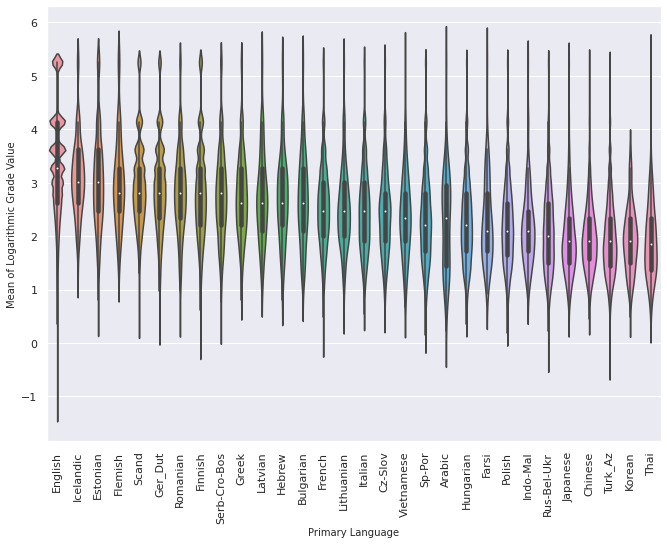 Mean of Logarithmic Grade Value
6
5
4
3
2
1
0
−1
English
Icelandic
Estonian
Flemish
Scand
Ger_Dut
Romanian
Finnish
Serb-Cro-Bos
Greek
Latvian
Hebrew
Bulgarian
French
Lithuanian
Italian
Cz-Slov
Vietnamese
Sp-Por
Arabic
Hungarian
Farsi
Polish
Indo-Mal
Rus-Bel-Ukr
Japanese
Chinese
Turk_Az
Korean
Thai
Primary Language